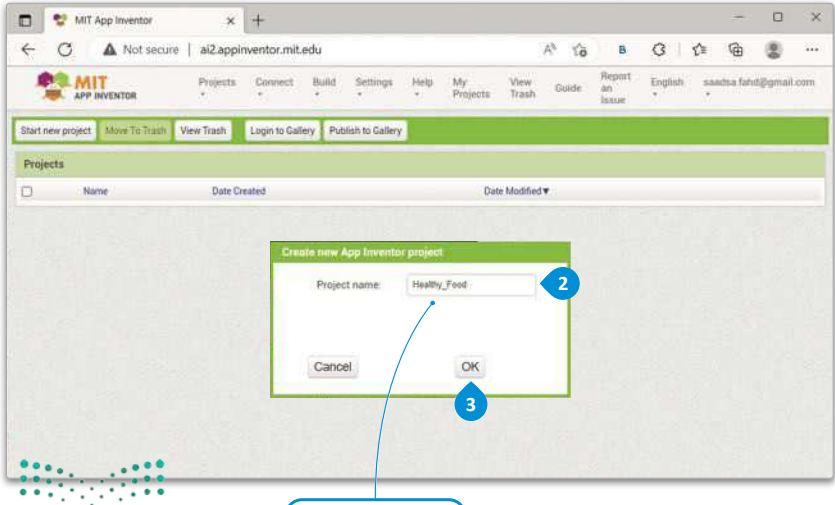 MIT App Inventor
Not secure | ai2.appinventor.mit.edu
MIT APP INVENTOR
Projects Connect Build Settings Help My Projects View Trash Guide Report an Issue English saadsa.fahd@gmail.com
Start new project Move To Trash View Trash Login to Gallery Publish to Gallery
Projects
Name Date Created Date Modified▼
Create new App Inventor project
Project name: Healthy_Food 2
Cancel OK
3